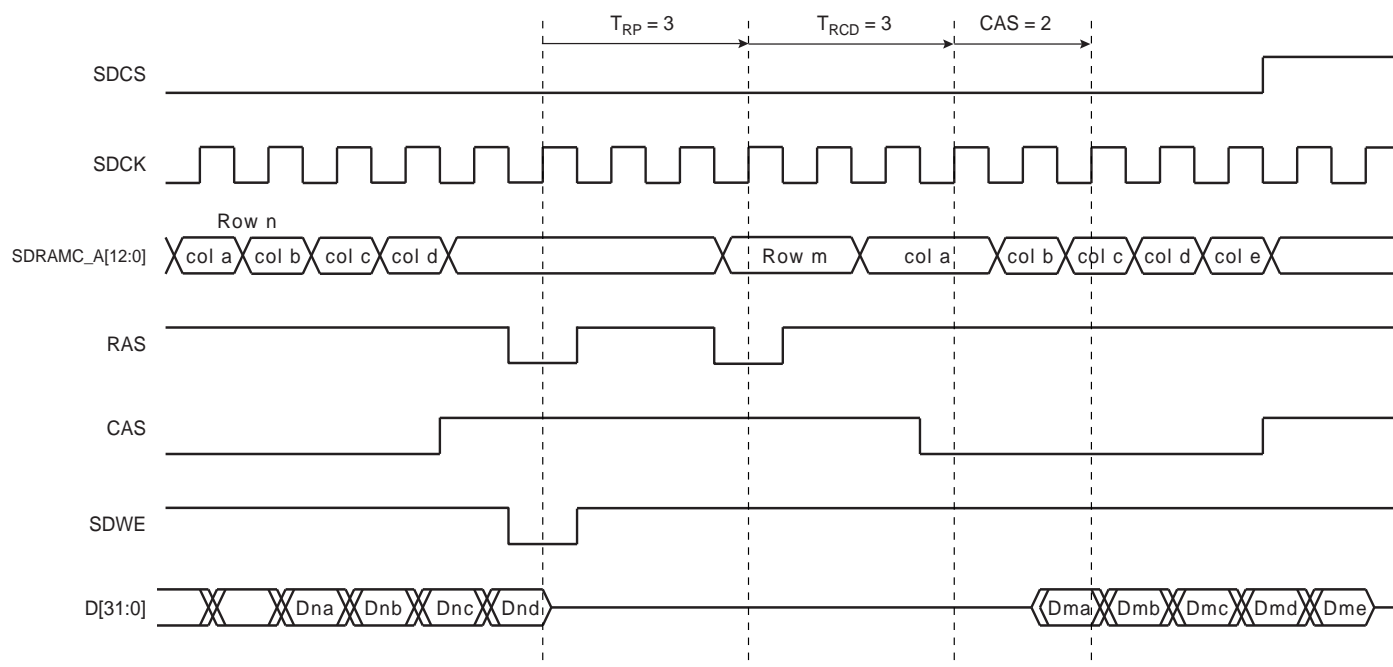 T_RP = 3 T_RCD = 3 CAS = 2
SDCS
SDCK
Row n
SDRAMC_A[12:0] col a col b col c col d Row m col a col b col c col d col e
RAS
CAS
SDWE
D[31:0] Dna Dnb Dnc Dnd Dma Dmb Dmc Dmd Dme